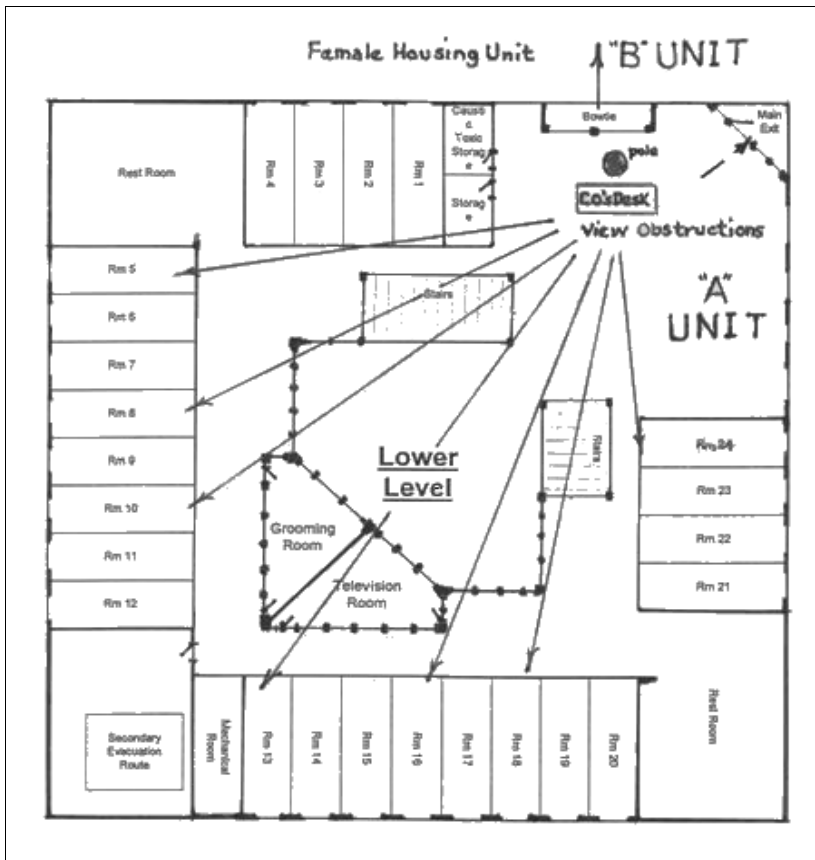 Female Housing Unit
"B" UNIT
Bowtie
Main
Exit
pole
CO'sDesk
View Obstructions
"A"
UNIT
Rest Room
Rm 4
Rm 3
Rm 2
Rm 1
Toxic
Storage
Storage
Rm 5
Rm 6
Rm 7
Rm 8
Rm 9
Rm 10
Rm 11
Rm 12
Stairs
Stairs
Lower
Level
Grooming
Room
Television
Room
Rm 24
Rm 23
Rm 22
Rm 21
Secondary
Evacuation
Route
Mechanical
Room
Rm 13
Rm 14
Rm 15
Rm 16
Rm 17
Rm 18
Rm 19
Rm 20
Rest Room